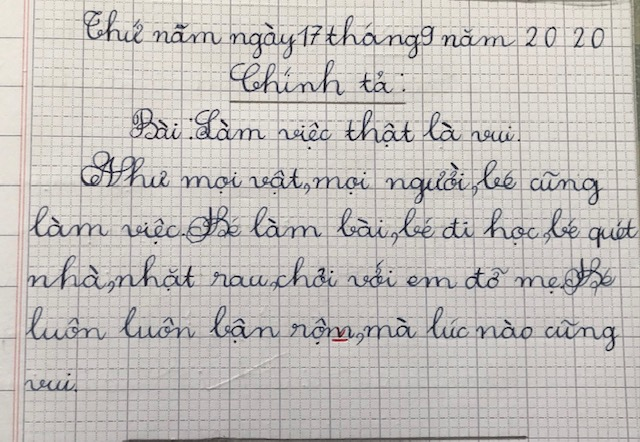 Thứ năm ngày 17 tháng 9 năm 2020
Chính tả:
Bài: Làm việc thật là vui.
Như mọi vật, mọi người, bé cũng
làm việc. Bé làm bài, bé đi học, bé quét
nhà, nhặt rau, chơi với em đỡ mẹ. Bé
luôn luôn bận rộm, mà lúc nào cũng
vui.